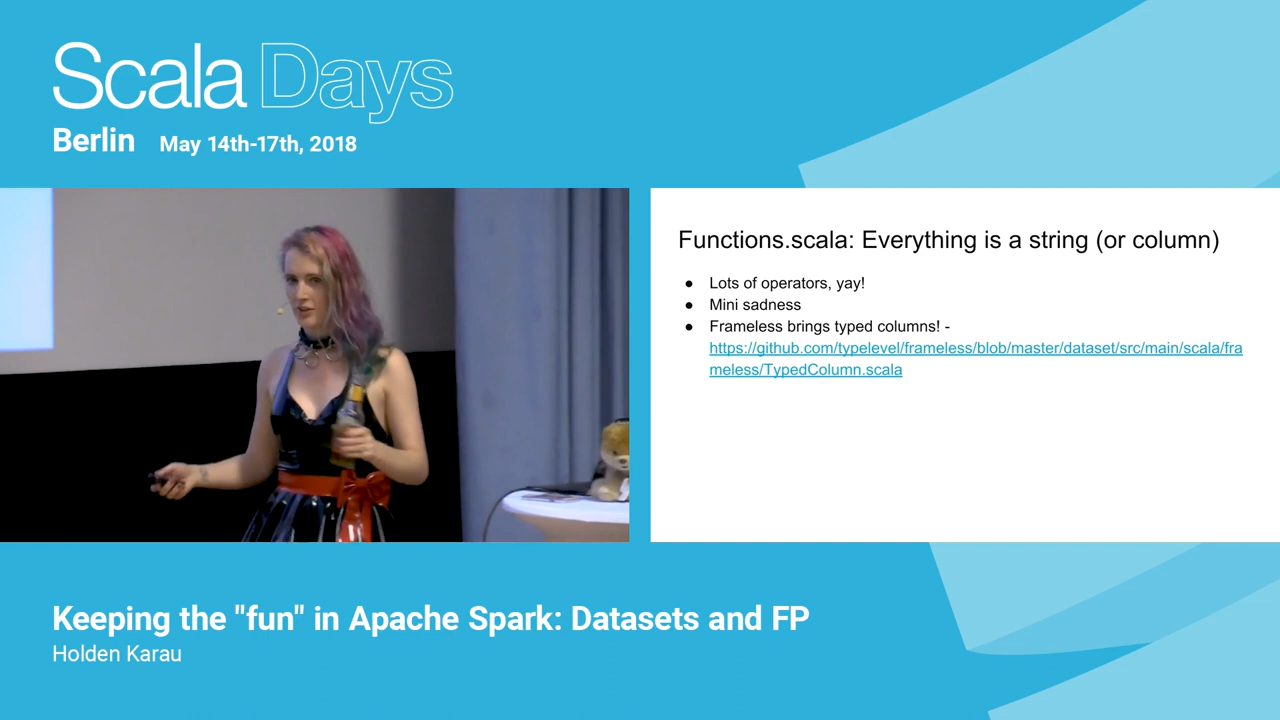 Scala Days
Berlin May 14th-17th, 2018
Functions.scala: Everything is a string (or column)
● Lots of operators, yay!
● Mini sadness
● Frameless brings typed columns! -
https://github.com/typelevel/frameless/blob/master/dataset/src/main/scala/fra
meless/TypedColumn.scala
Keeping the "fun" in Apache Spark: Datasets and FP
Holden Karau